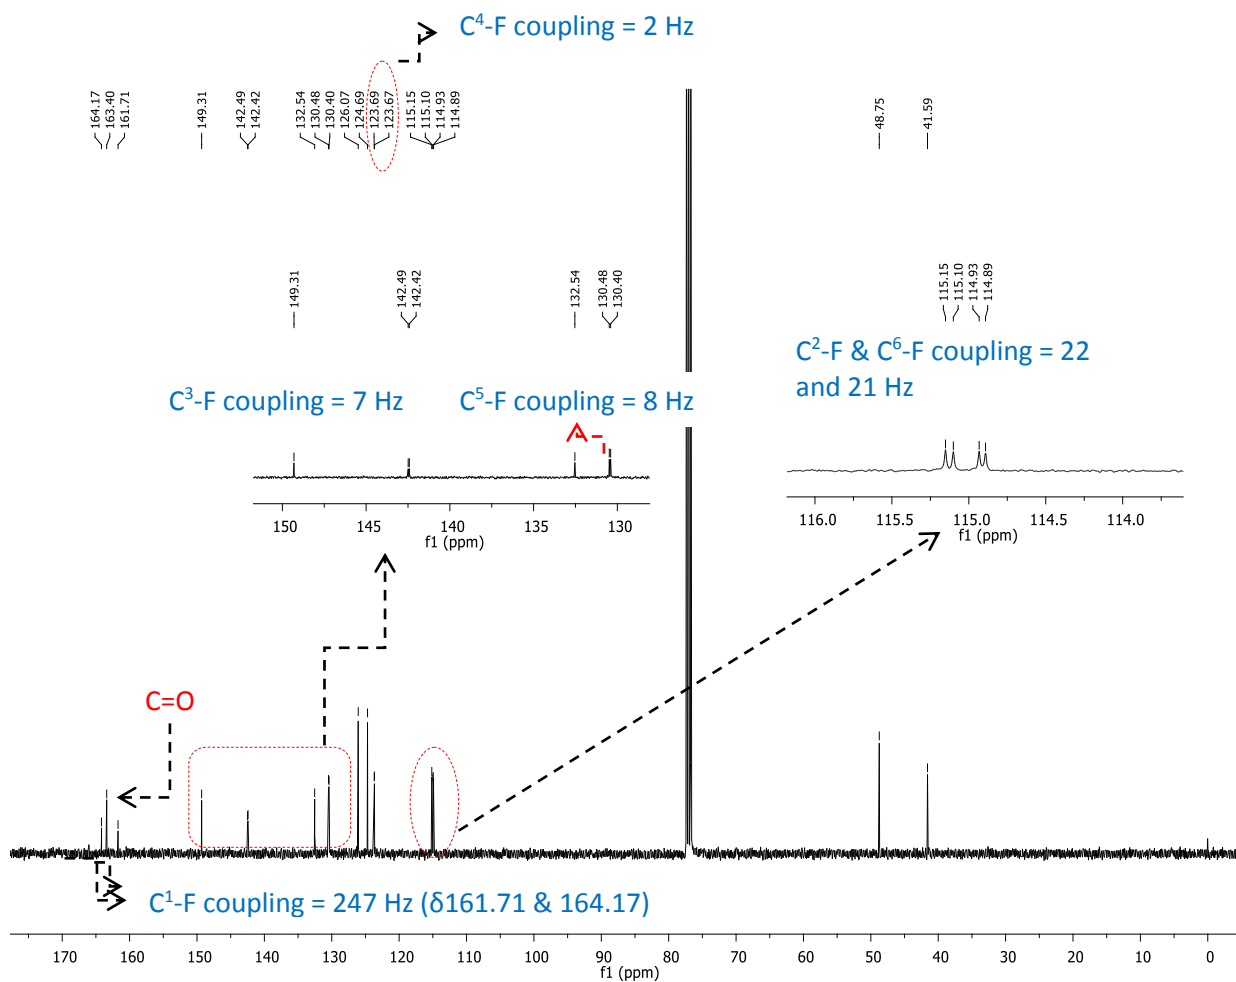 C⁴-F coupling = 2 Hz
164.17
163.40
161.71
149.31
142.49
142.42
132.54
130.48
130.40
126.07
124.69
123.69
123.67
115.15
115.10
114.93
114.89
48.75
41.59
149.31
142.49
142.42
132.54
130.48
130.40
115.15
115.10
114.93
114.89
C²-F & C⁶-F coupling = 22
and 21 Hz
C³-F coupling = 7 Hz
C⁵-F coupling = 8 Hz
150 145 140 135 130
f1 (ppm)
116.0 115.5 115.0 114.5 114.0
f1 (ppm)
C=O
C¹-F coupling = 247 Hz (δ161.71 & 164.17)
170 160 150 140 130 120 110 100 90 80 70 60 50 40 30 20 10 0
f1 (ppm)